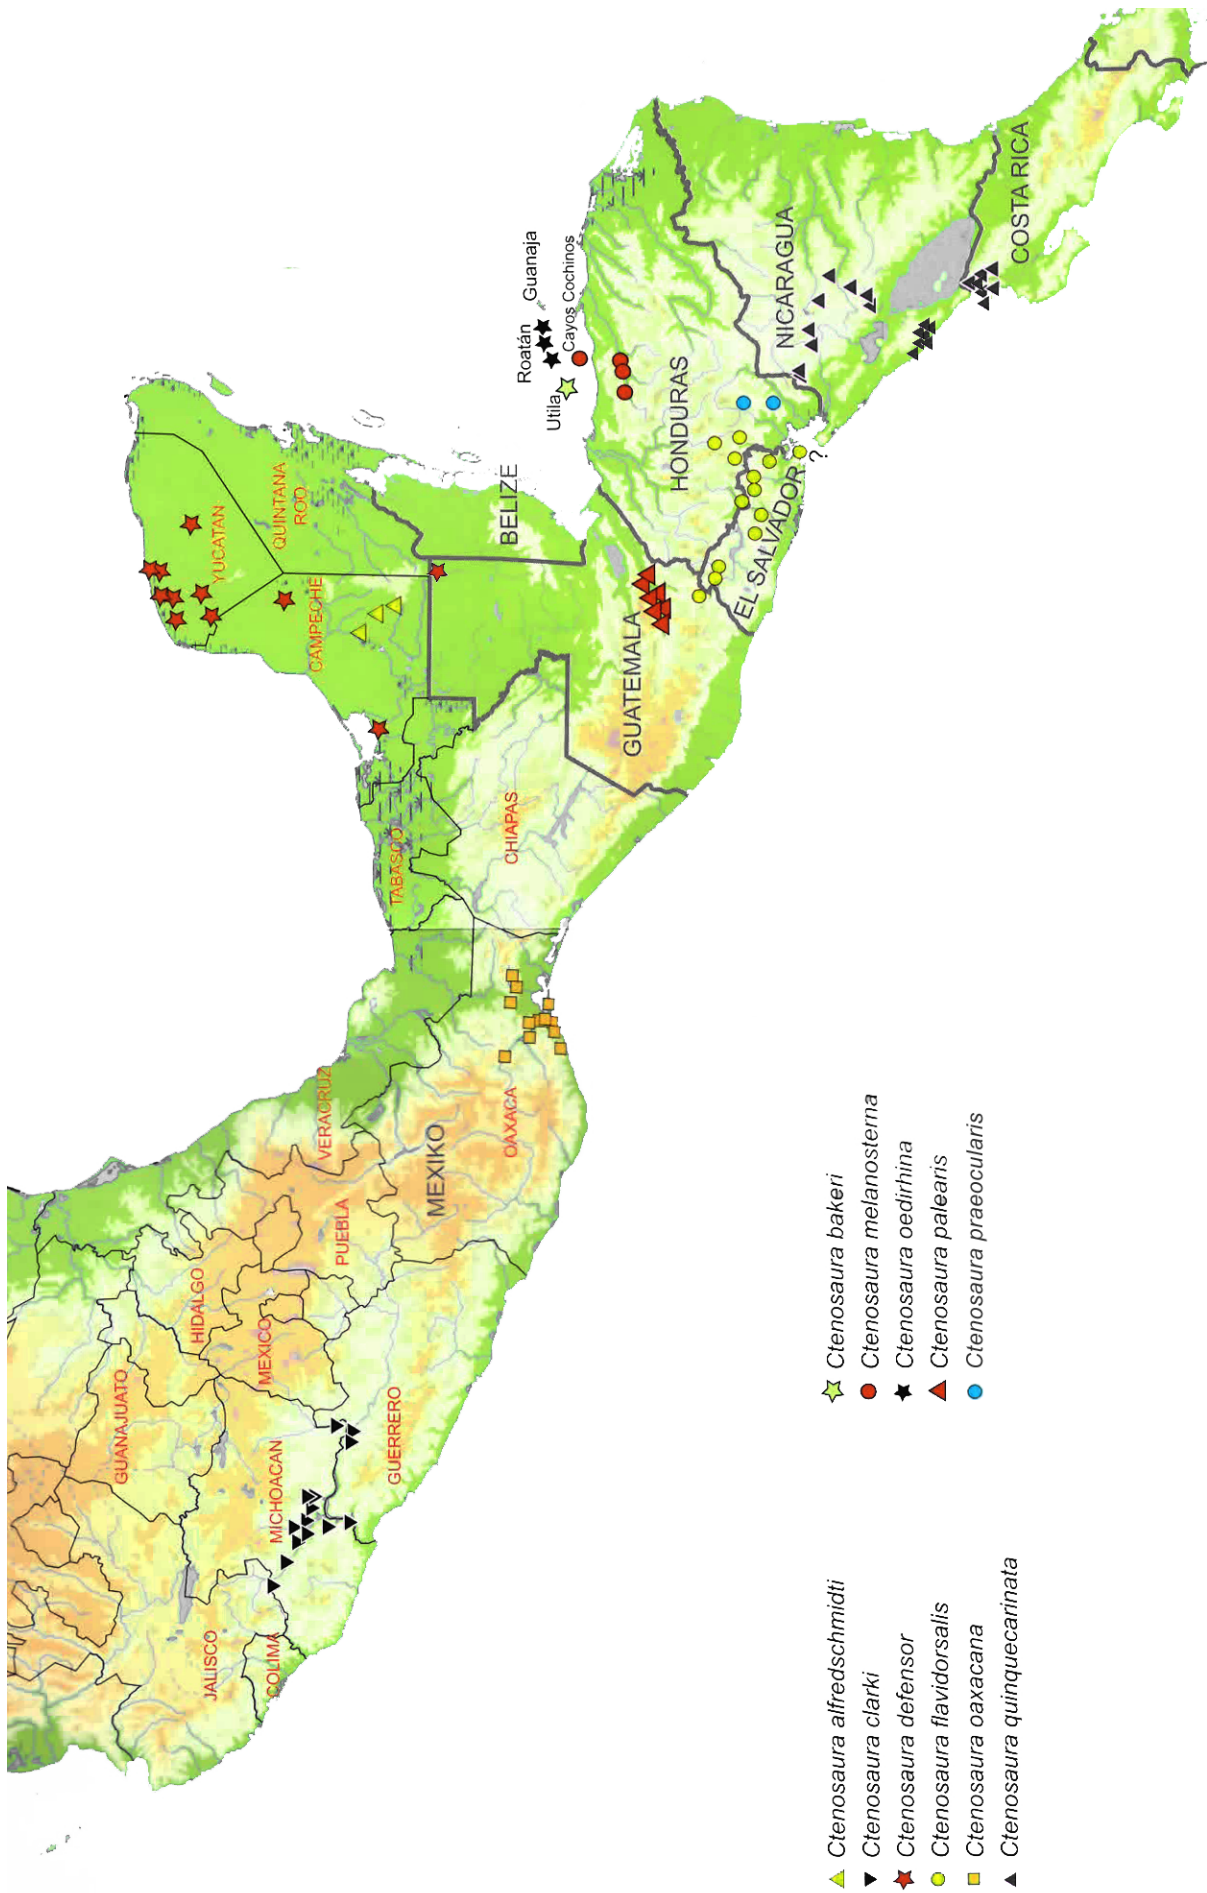 JALISCO
COLIMA
GUANAJUATO
MICHOACAN
HIDALGO
MEXICO
GUERRERO
PUEBLA
VERACRUZ
MEXIKO
OAXACA
TABASCO
CHIAPAS
CAMPECHE
YUCATAN
QUINTANA
ROO
BELIZE
GUATEMALA
EL SALVADOR
?
HONDURAS
Utila
Roatán
Guanaja
Cayos Cochinos
NICARAGUA
COSTA RICA
Ctenosaura alfredschmidti
Ctenosaura clarki
Ctenosaura defensor
Ctenosaura flavidorsalis
Ctenosaura oaxacana
Ctenosaura quinquecarinata
Ctenosaura bakeri
Ctenosaura melanosterna
Ctenosaura oedirhina
Ctenosaura palearis
Ctenosaura praeocularis